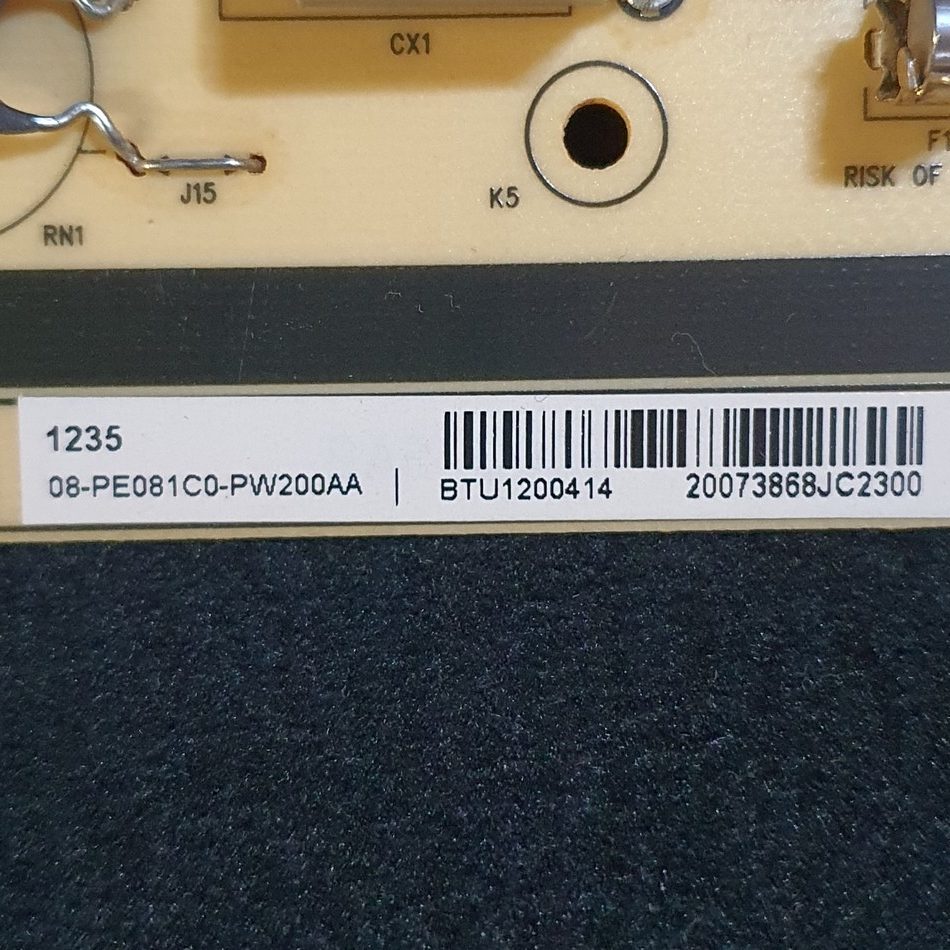 CX1
F1
RISK OF
J15
K5
RN1
1235
08-PE081C0-PW200AA | BTU1200414 20073868JC2300